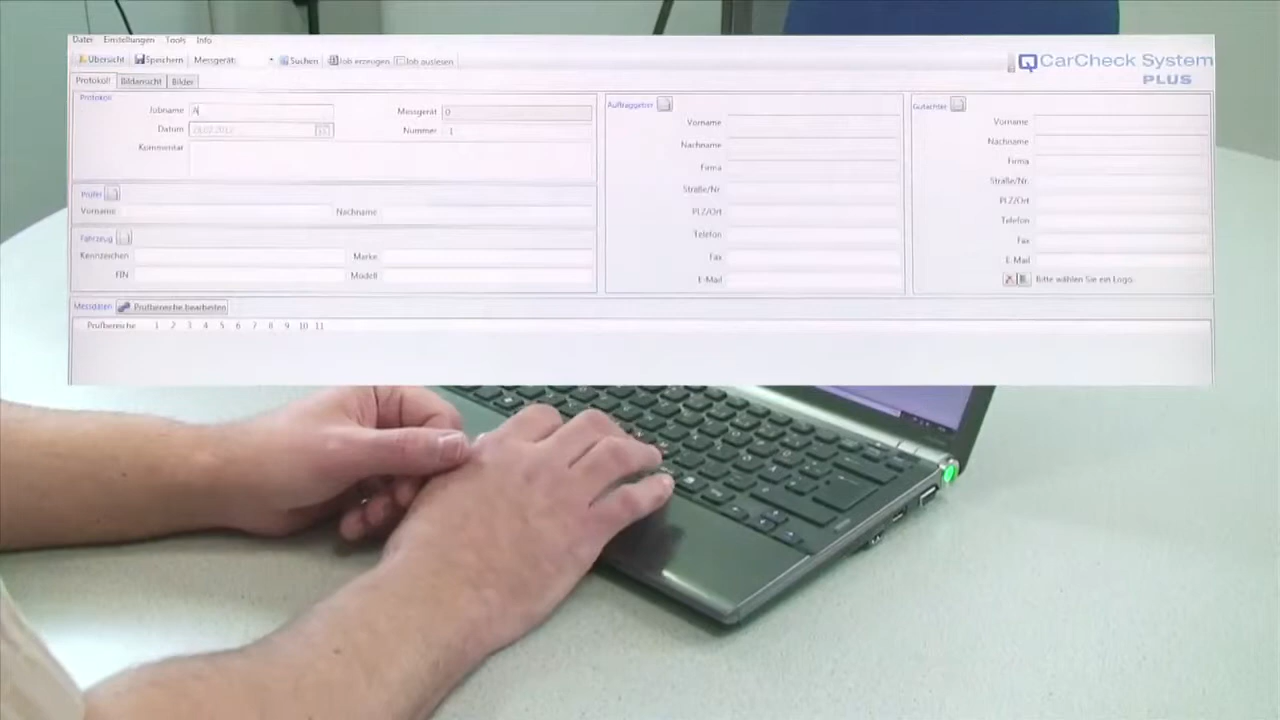 Datei Einstellungen Tools Info
Übersicht Speichern Messgerät: Suchen Job erzeugen Job auslesen
CarCheck System
PLUS
Protokoll Bildansicht Bilder
Protokoll
Jobname A
Messgerät 0
Datum
Nummer -1
Kommentar
Prüfer
Vorname
Nachname
Fahrzeug
Kennzeichen
Marke
FIN
Modell
Auftraggeber
Vorname
Nachname
Firma
Straße/Nr.
PLZ/Ort
Telefon
Fax
E-Mail
Gutachter
Vorname
Nachname
Firma
Straße/Nr.
PLZ/Ort
Telefon
Fax
E-Mail
Bitte wählen Sie ein Logo
Messdaten Prüfbereiche bearbeiten
Prüfbereiche 1 2 3 4 5 6 7 8 9 10 11